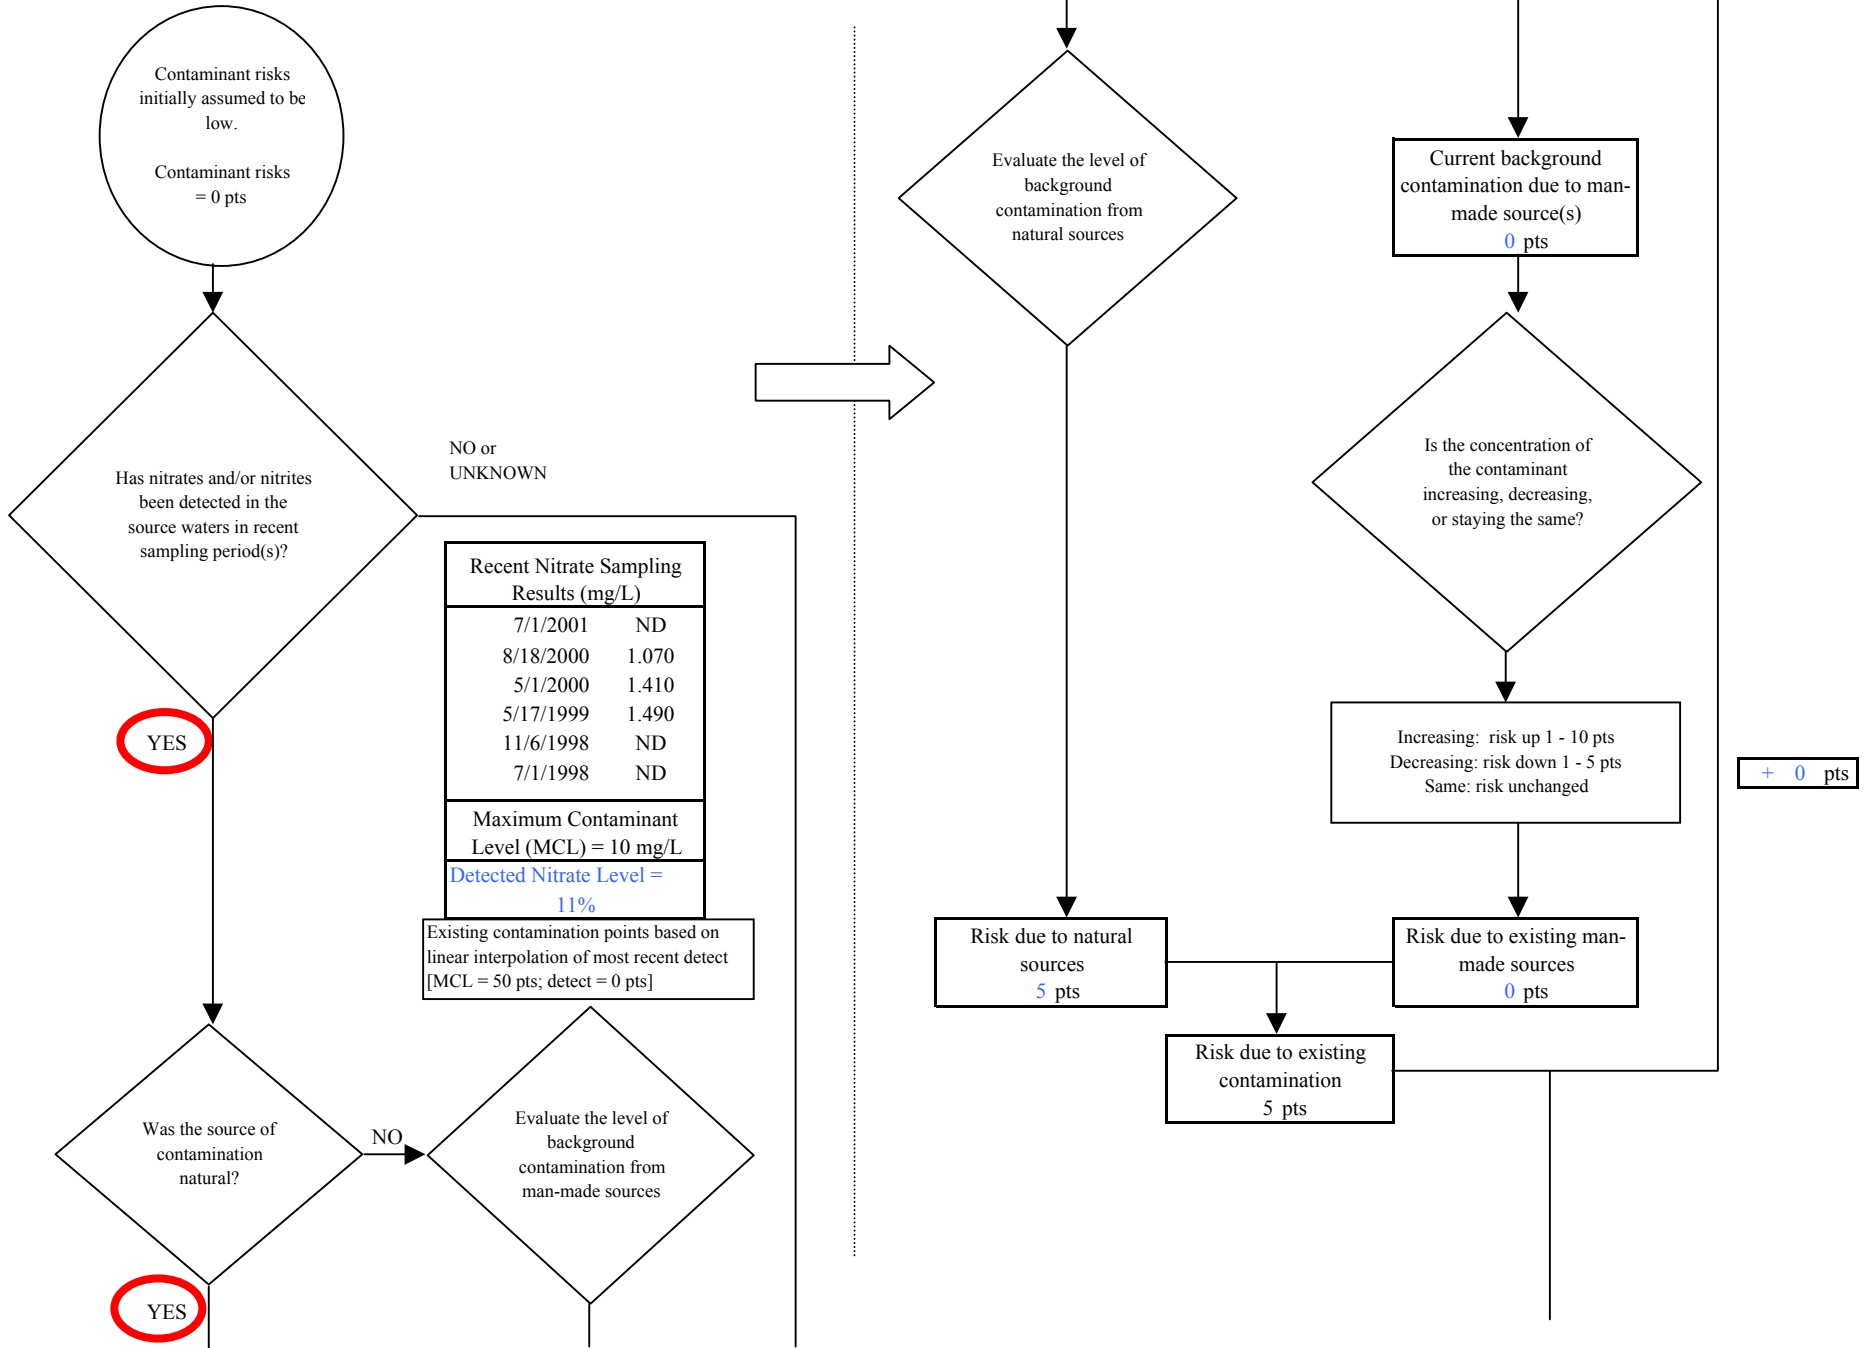 Contaminant risks
initially assumed to be
low.
Contaminant risks
= 0 pts
Has nitrates and/or nitrites
been detected in the
source waters in recent
sampling period(s)?
NO or
UNKNOWN
YES
Recent Nitrate Sampling
Results (mg/L)
7/1/2001 ND
8/18/2000 1.070
5/1/2000 1.410
5/17/1999 1.490
11/6/1998 ND
7/1/1998 ND
Maximum Contaminant
Level (MCL) = 10 mg/L
Detected Nitrate Level =
11%
Existing contamination points based on
linear interpolation of most recent detect
[MCL = 50 pts; detect = 0 pts]
Was the source of
contamination
natural?
NO
YES
Evaluate the level of
background
contamination from
man-made sources
Evaluate the level of
background
contamination from
natural sources
Current background
contamination due to man-
made source(s)
0 pts
Is the concentration of
the contaminant
increasing, decreasing,
or staying the same?
Increasing: risk up 1 - 10 pts
Decreasing: risk down 1 - 5 pts
Same: risk unchanged
+ 0 pts
Risk due to natural
sources
5 pts
Risk due to existing man-
made sources
0 pts
Risk due to existing
contamination
5 pts